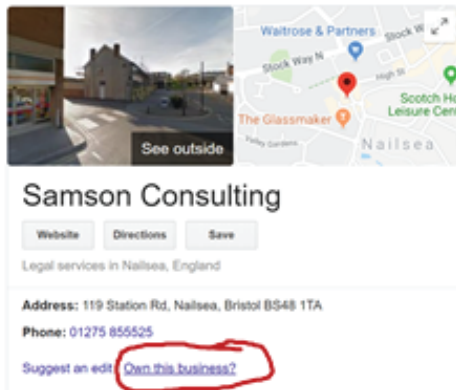 Waitrose & Partners
Stock W
Stock Way N
High St
Scotch Ho
Leisure Cent
The Glassmaker
Valley Gardens
Nailsea
See outside
Samson Consulting
Website Directions Save
Legal services in Nailsea, England
Address: 119 Station Rd, Nailsea, Bristol BS48 1TA
Phone: 01275 855525
Suggest an edit Own this business?